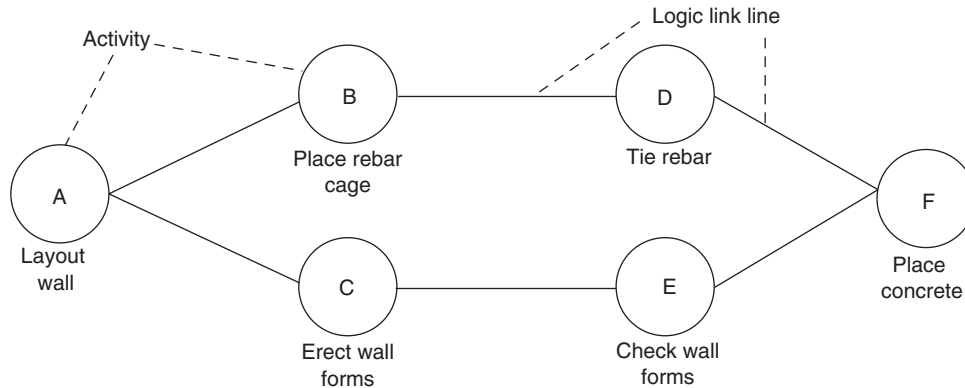 Logic link line
Activity
B
D
Place rebar
cage
Tie rebar
A
F
Layout
wall
Place
concrete
C
E
Erect wall
forms
Check wall
forms